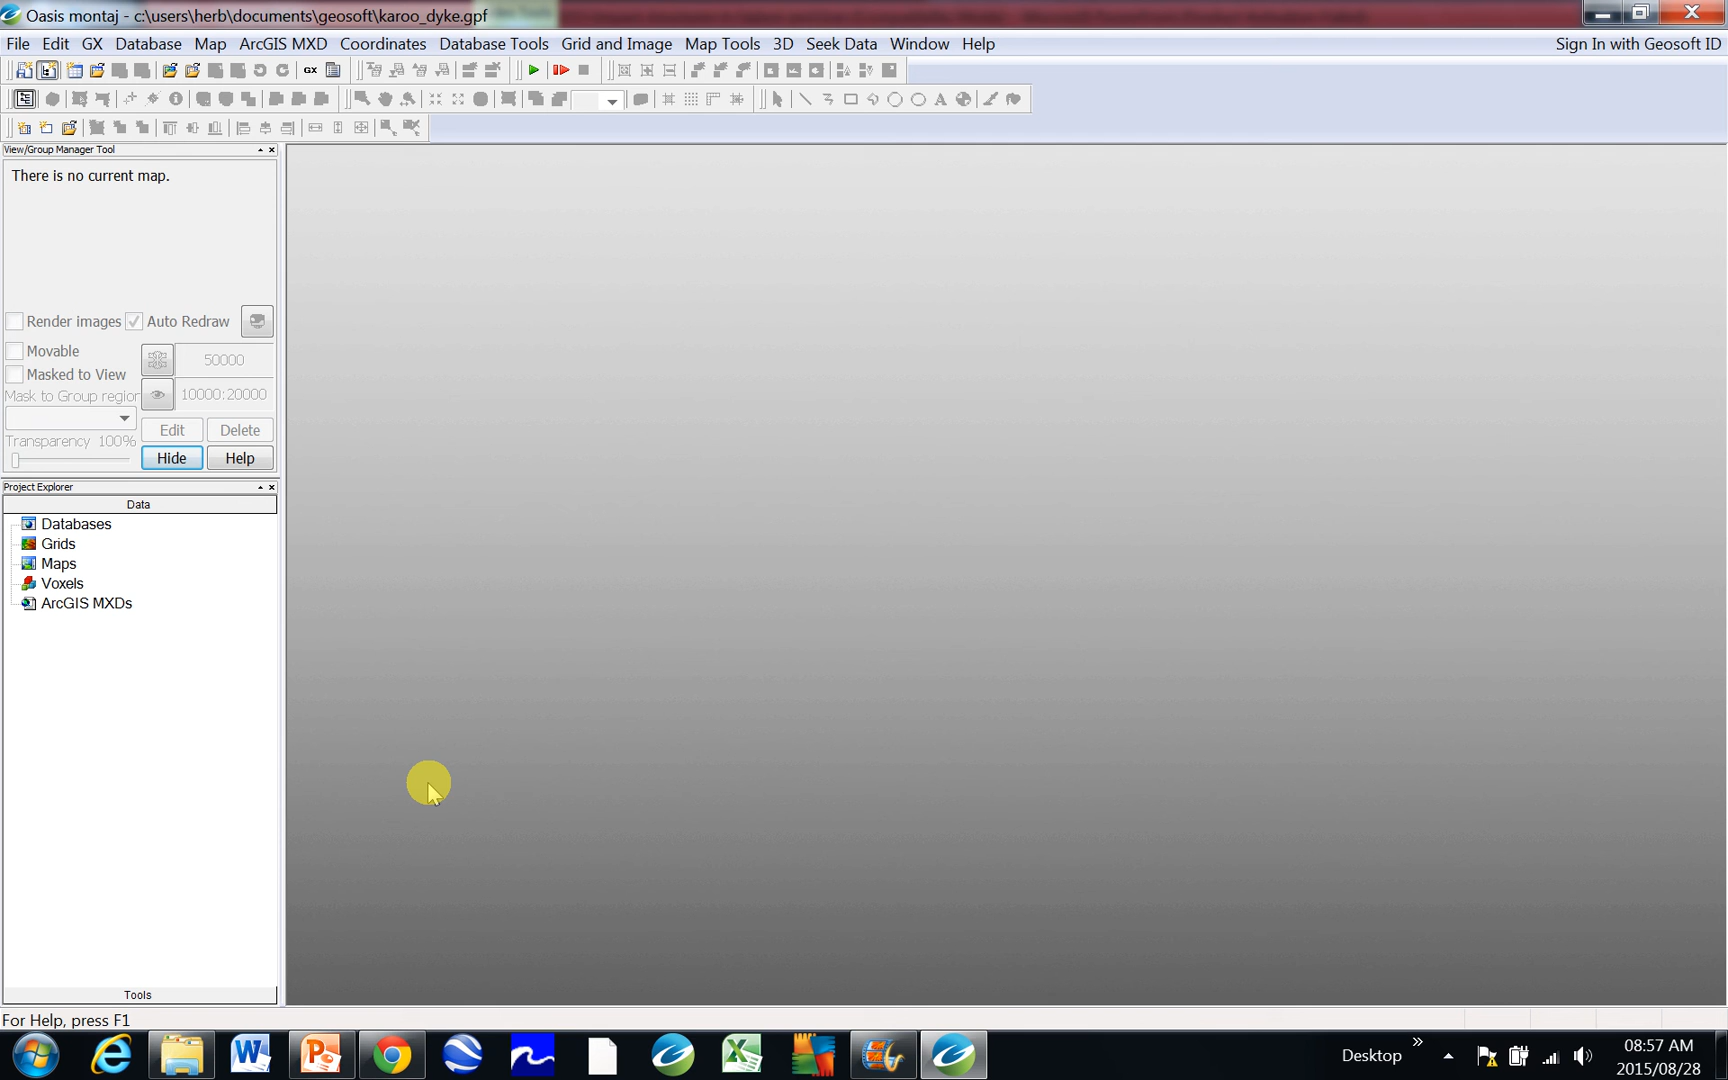 Oasis montaj - c:\users\herb\documents\geosoft\karoo_dyke.gpf
File Edit GX Database Map ArcGIS MXD Coordinates Database Tools Grid and Image Map Tools 3D Seek Data Window Help Sign In with Geosoft ID
GX
A
View/Group Manager Tool
There is no current map.
Render images Auto Redraw
Movable 50000
Masked to View
Mask to Group region 10000:20000
Edit Delete
Transparency 100%
Hide Help
Project Explorer
Data
Databases
Grids
Maps
Voxels
ArcGIS MXDs
Tools
For Help, press F1
Desktop »
08:57 AM
2015/08/28